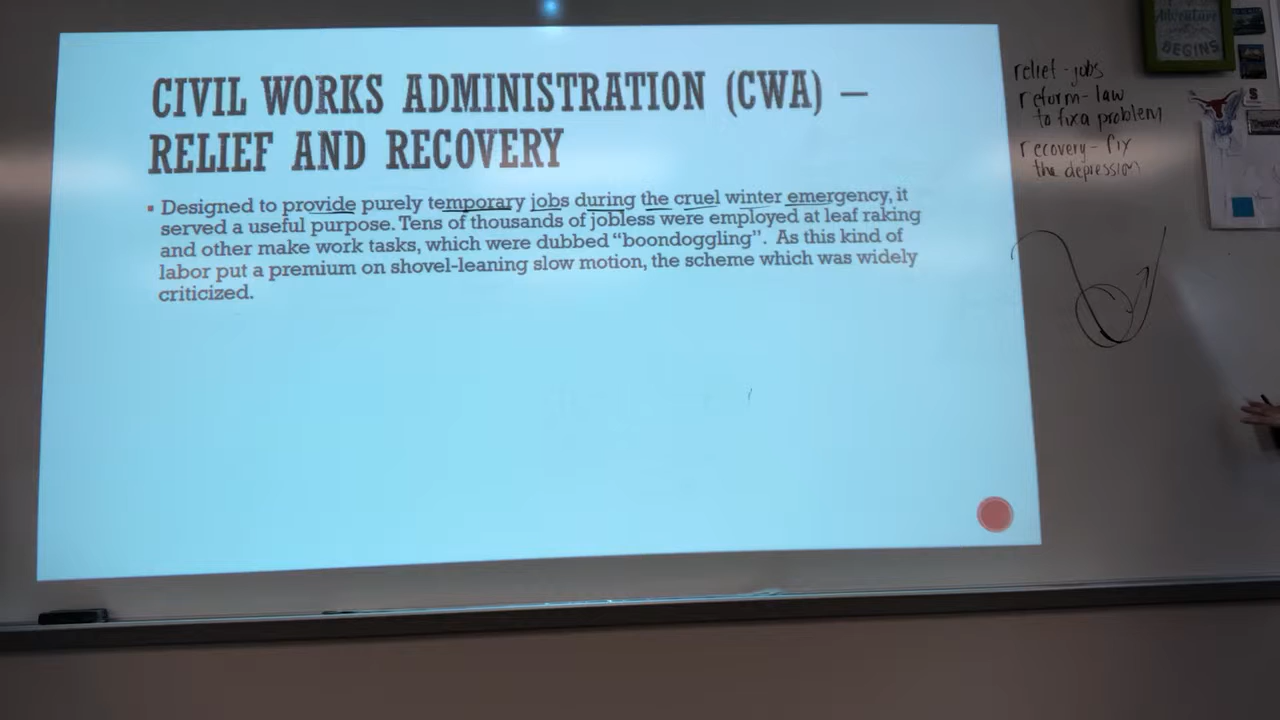 CIVIL WORKS ADMINISTRATION (CWA) –
RELIEF AND RECOVERY
▪ Designed to provide purely temporary jobs during the cruel winter emergency, it
served a useful purpose. Tens of thousands of jobless were employed at leaf raking
and other make work tasks, which were dubbed “boondoggling”.  As this kind of
labor put a premium on shovel-leaning slow motion, the scheme which was widely
criticized.
relief - jobs
reform - law
to fix a problem
recovery - fix
the depression
Adventure
BEGINS
S